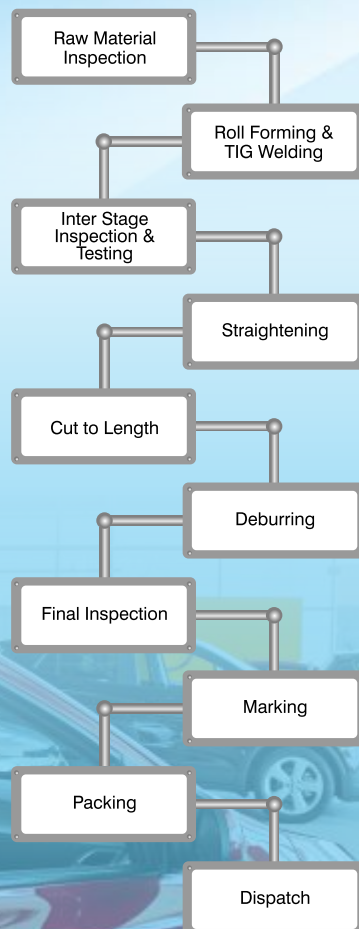 Raw Material
Inspection
Roll Forming &
TIG Welding
Inter Stage
Inspection &
Testing
Straightening
Cut to Length
Deburring
Final Inspection
Marking
Packing
Dispatch